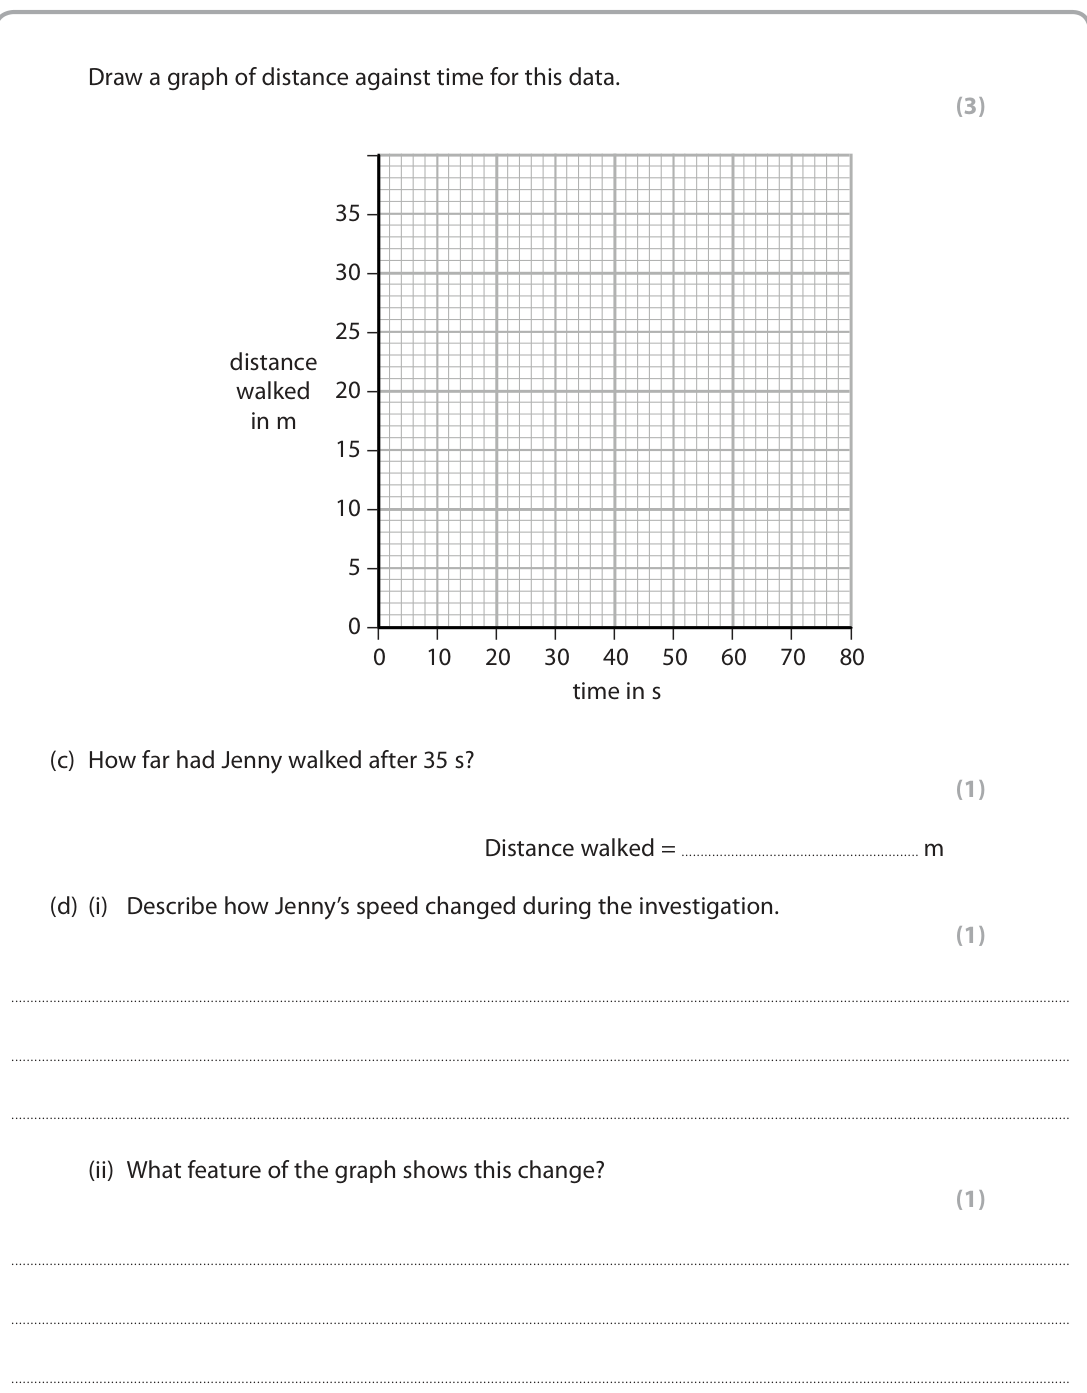 Draw a graph of distance against time for this data.
(3)
35
30
25
distance
walked
in m
20
15
10
5
0
0 10 20 30 40 50 60 70 80
time in s
(c) How far had Jenny walked after 35 s?
(1)
Distance walked = ........................................ m
(d) (i) Describe how Jenny’s speed changed during the investigation.
(1)
(ii) What feature of the graph shows this change?
(1)